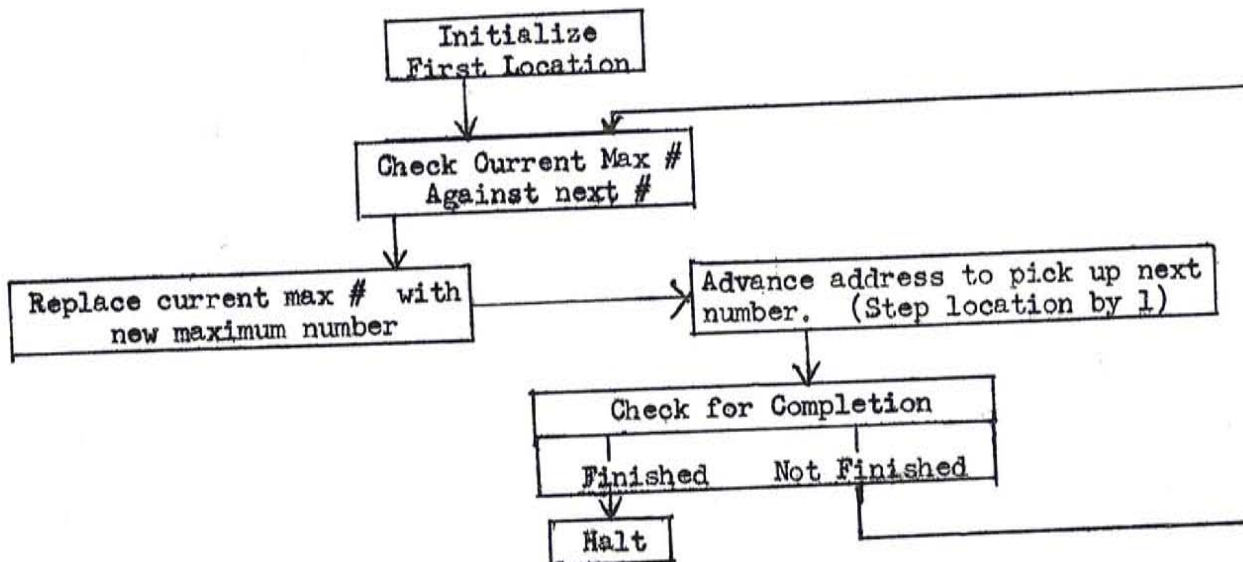 Initialize
First Location
Check Current Max #
Against next #
Replace current max # with
new maximum number
Advance address to pick up next
number. (Step location by 1)
Check for Completion
Finished Not Finished
Halt